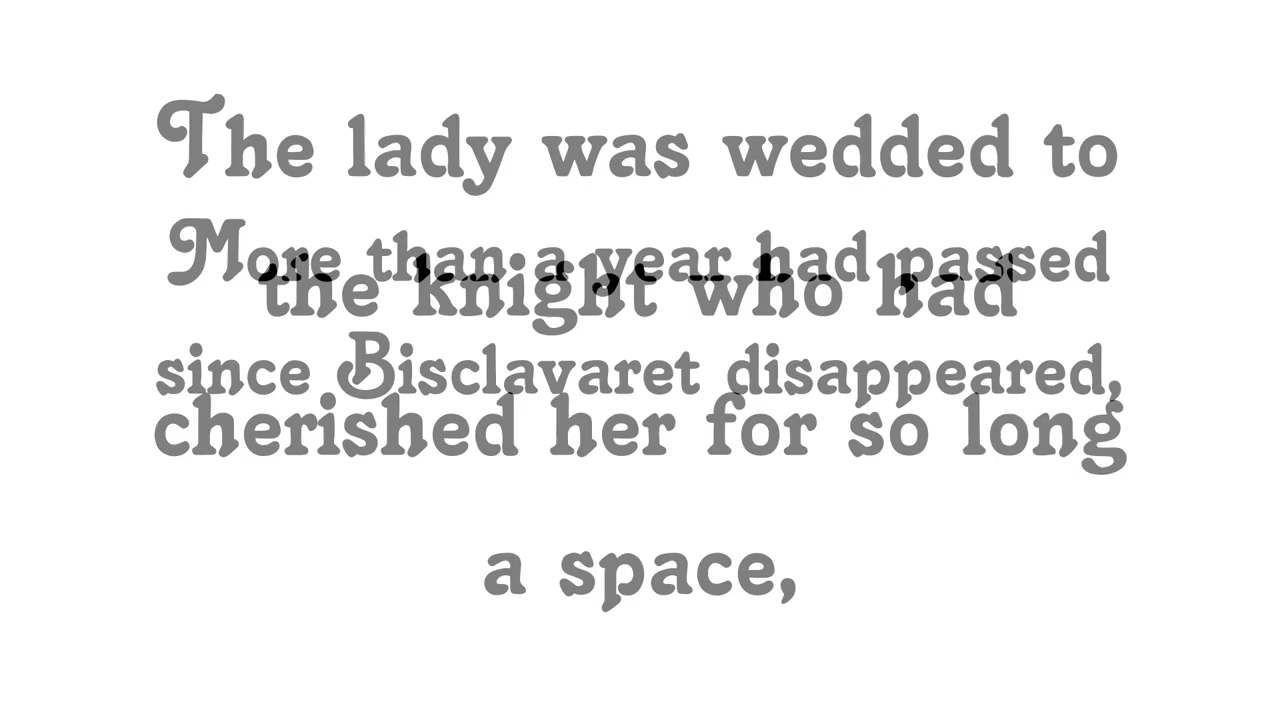 The lady was wedded to
More than a year had passed
the knight who had
since Bisclavaret disappeared,
cherished her for so long
a space,